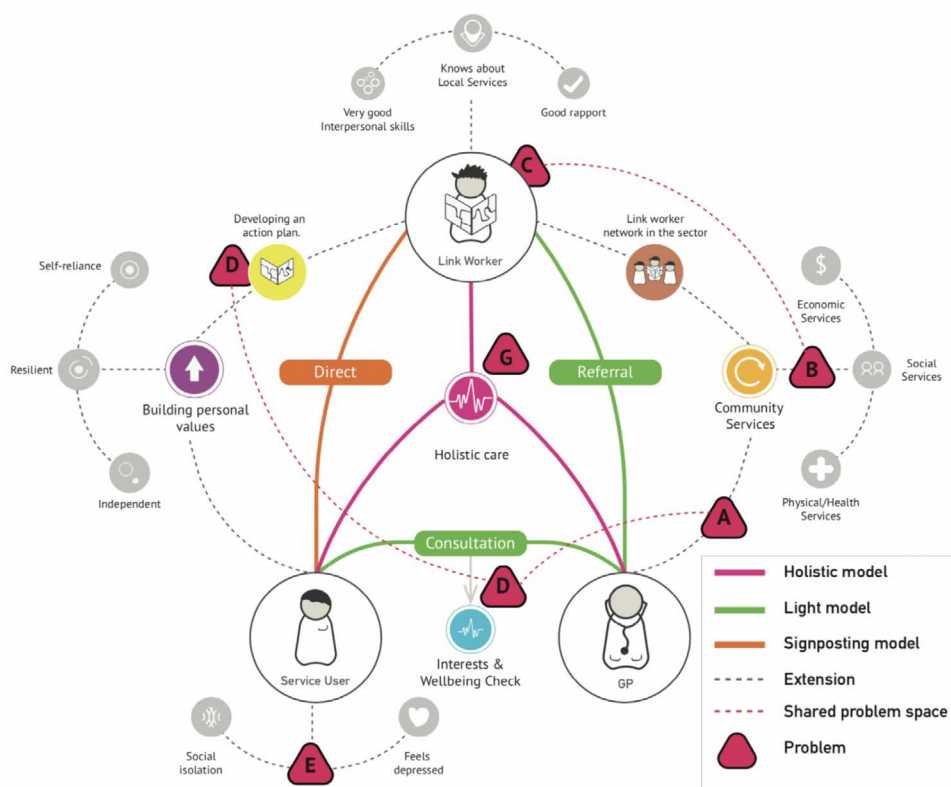 Knows about
Local Services
Very good
Interpersonal skills
Good rapport
C
Link Worker
Developing an
action plan.
D
Link worker
network in the sector
Self-reliance
Resilient
Independent
Building personal
values
Direct
G
Referral
Holistic care
Community
Services
B
$
Economic
Services
Social
Services
Physical/Health
Services
A
Consultation
D
Service User
Interests &
Wellbeing Check
GP
Social
isolation
E
Feels
depressed
Holistic model
Light model
Signposting model
Extension
Shared problem space
Problem